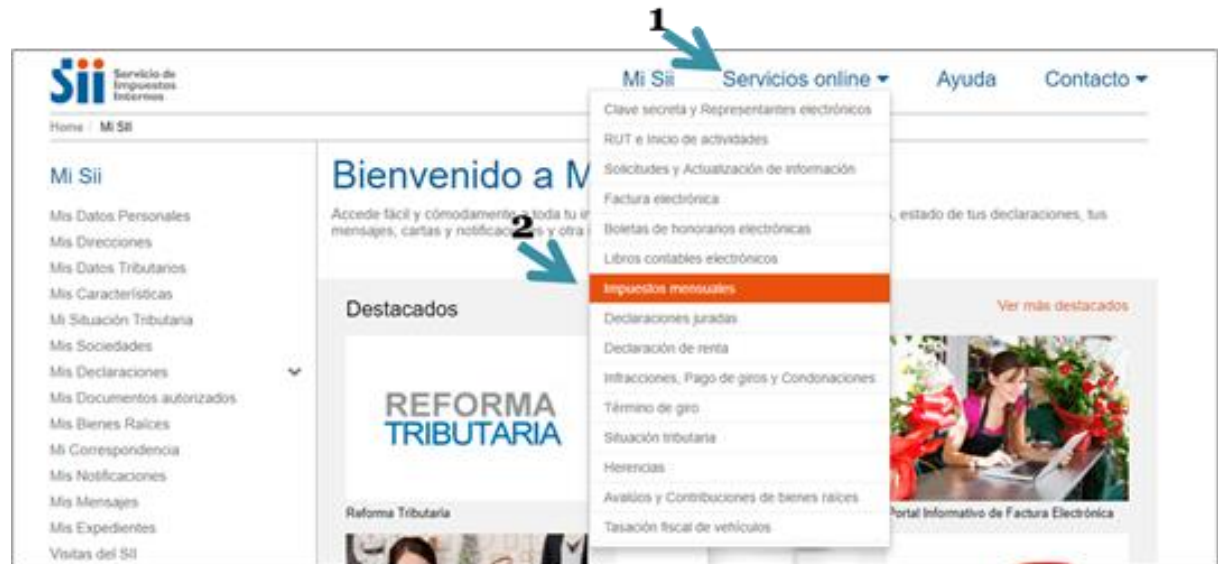 1
Sii Servicio de
Impuestos
Internos
Mi Sii Servicios online Ayuda Contacto
Home / Mi SII
Mi Sii
Mis Datos Personales
Mis Direcciones
Mis Datos Tributarios
Mis Características
Mi Situación Tributaria
Mis Sociedades
Mis Declaraciones
Mis Documentos autorizados
Mis Bienes Raíces
Mi Correspondencia
Mis Notificaciones
Mis Mensajes
Mis Expedientes
Visitas del SII
Clave secreta y Representantes electrónicos
RUT e Inicio de actividades
Solicitudes y Actualización de información
Factura electrónica
Boletas de honorarios electrónicas
Libros contables electrónicos
Impuestos mensuales
Declaraciones juradas
Declaración de renta
Infracciones, Pago de giros y Condonaciones
Término de giro
Situación tributaria
Herencias
Avalúos y Contribuciones de bienes raíces
Tasación fiscal de vehículos
Bienvenido a M
Accede fácil y cómodamente a toda tu in , estado de tus declaraciones, tus
mensajes, cartas y notificaciones y otra
2
Destacados
Ver más destacados
REFORMA
TRIBUTARIA
Reforma Tributaria
Portal Informativo de Factura Electrónica